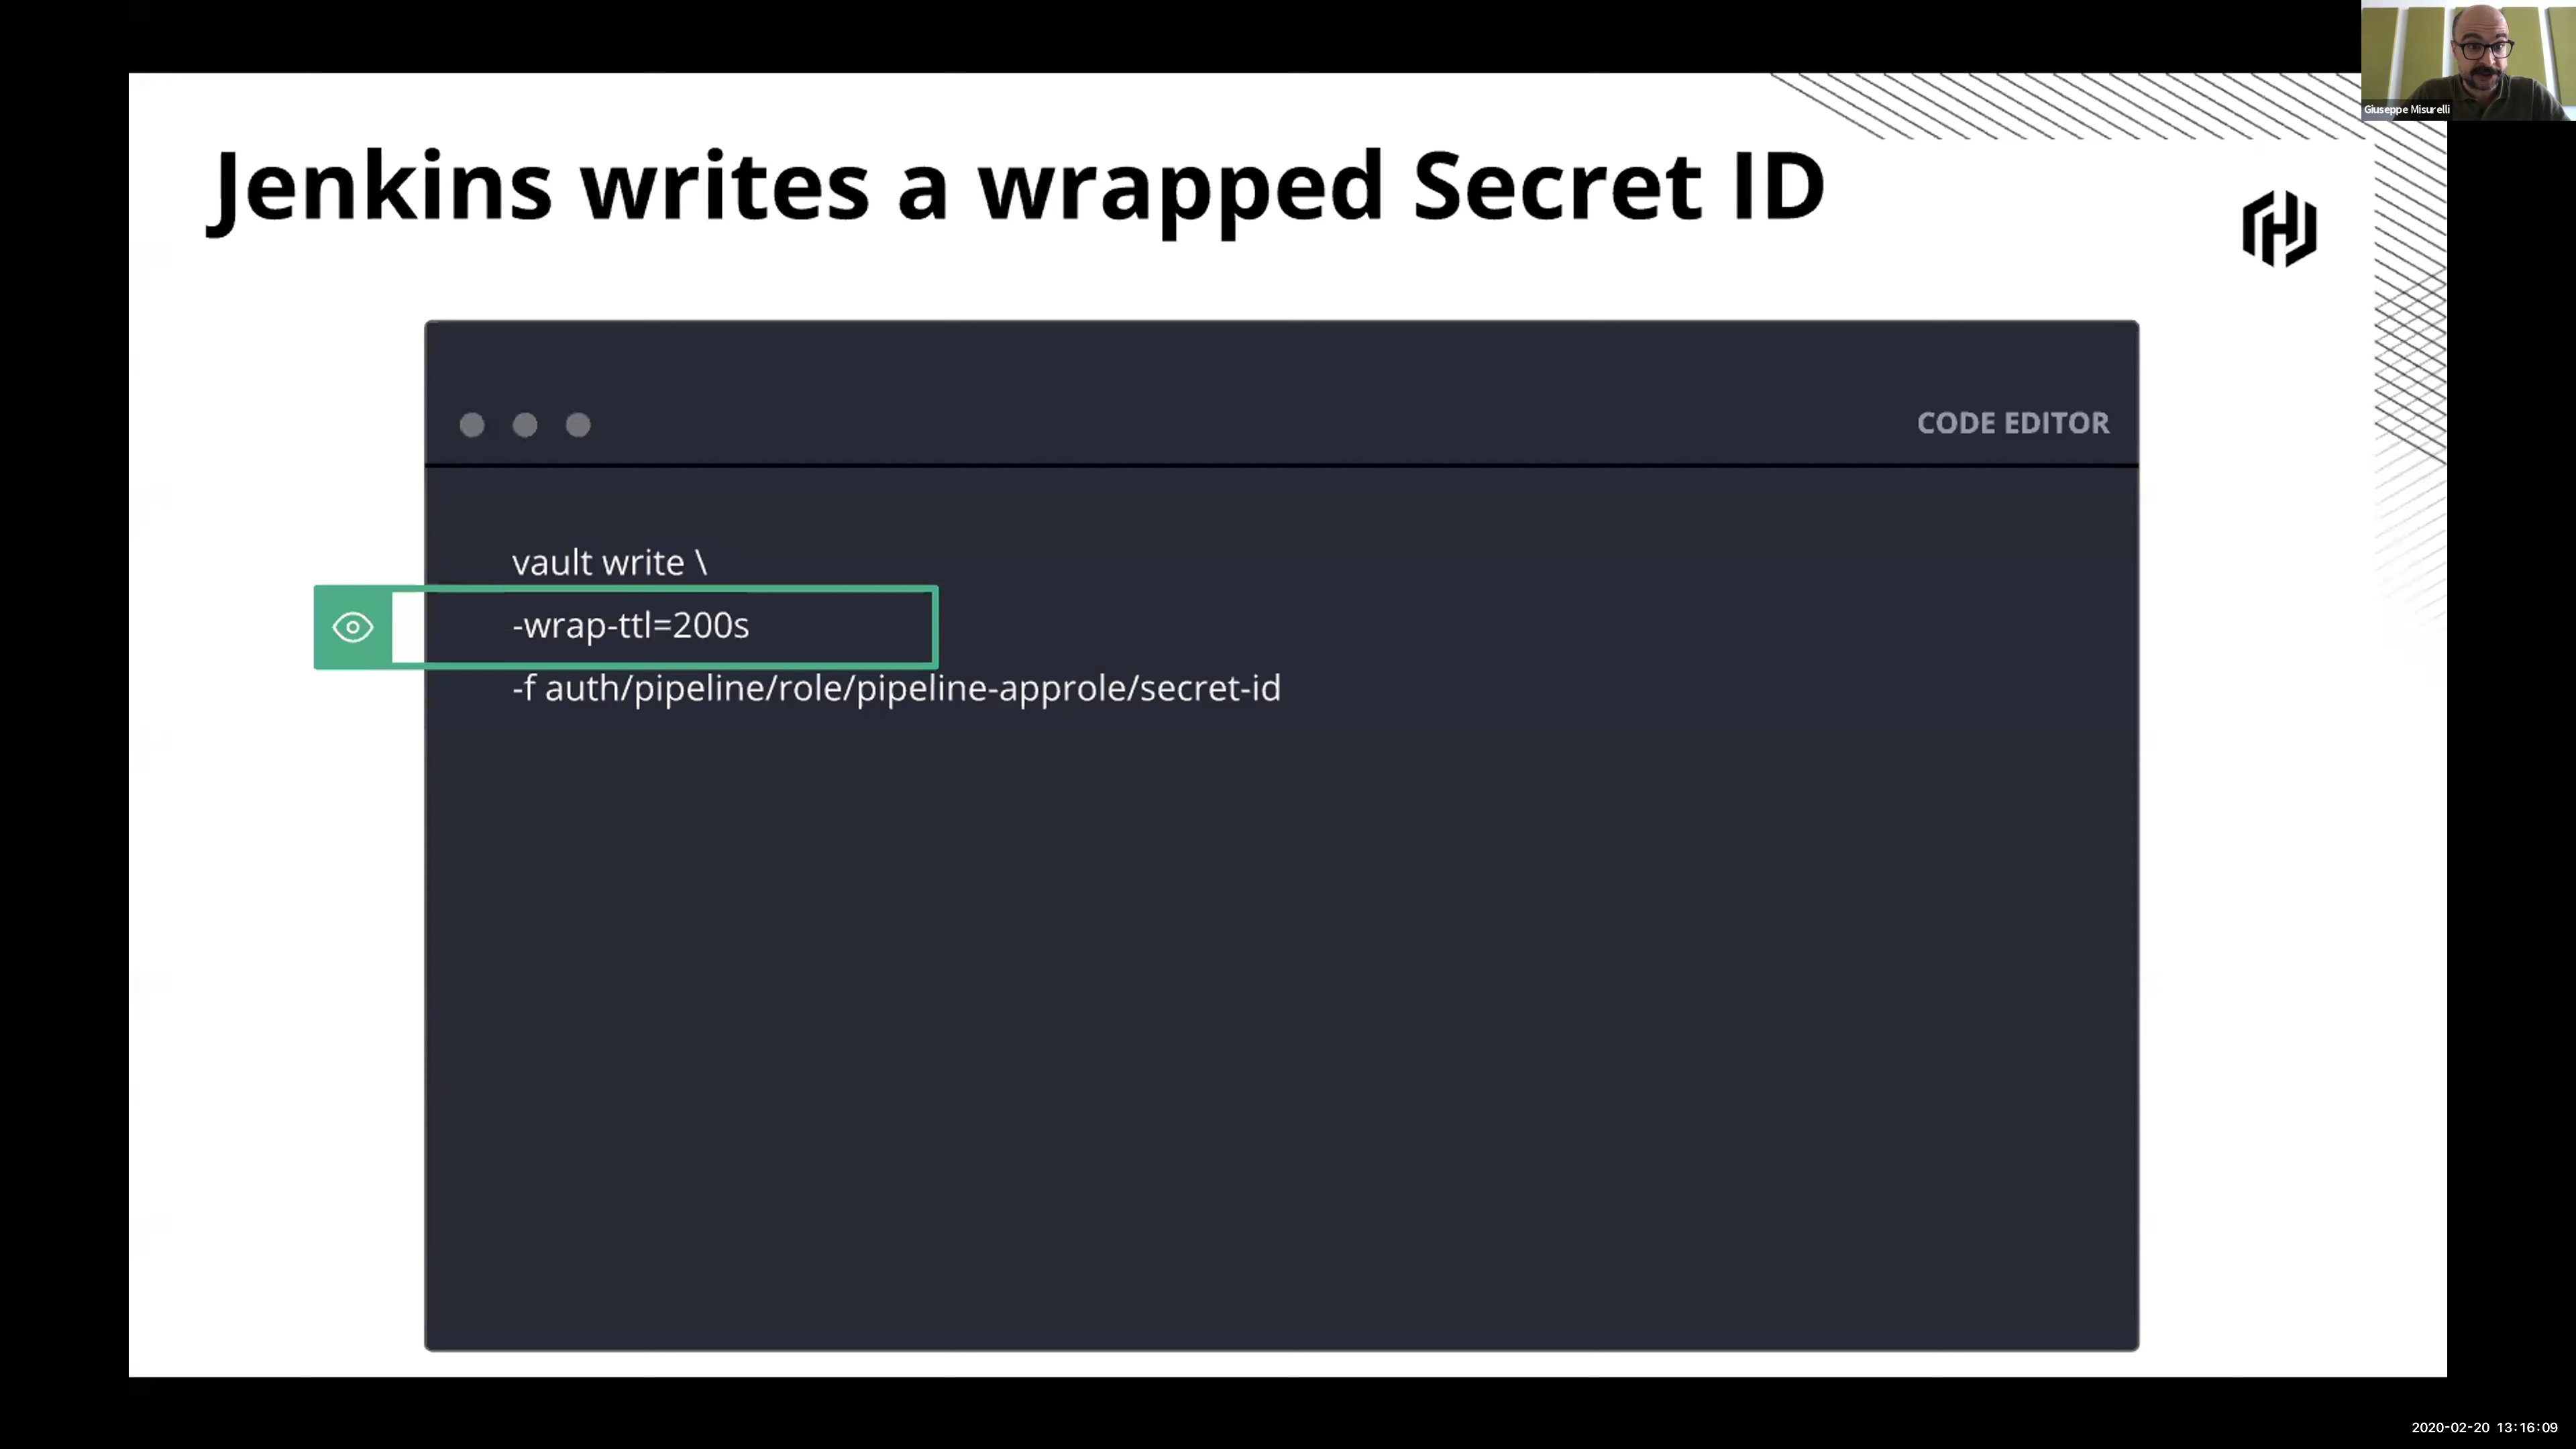 Giuseppe Misurelli
Jenkins writes a wrapped Secret ID
CODE EDITOR
vault write \
-wrap-ttl=200s
-f auth/pipeline/role/pipeline-approle/secret-id
2020-02-20 13:16:09